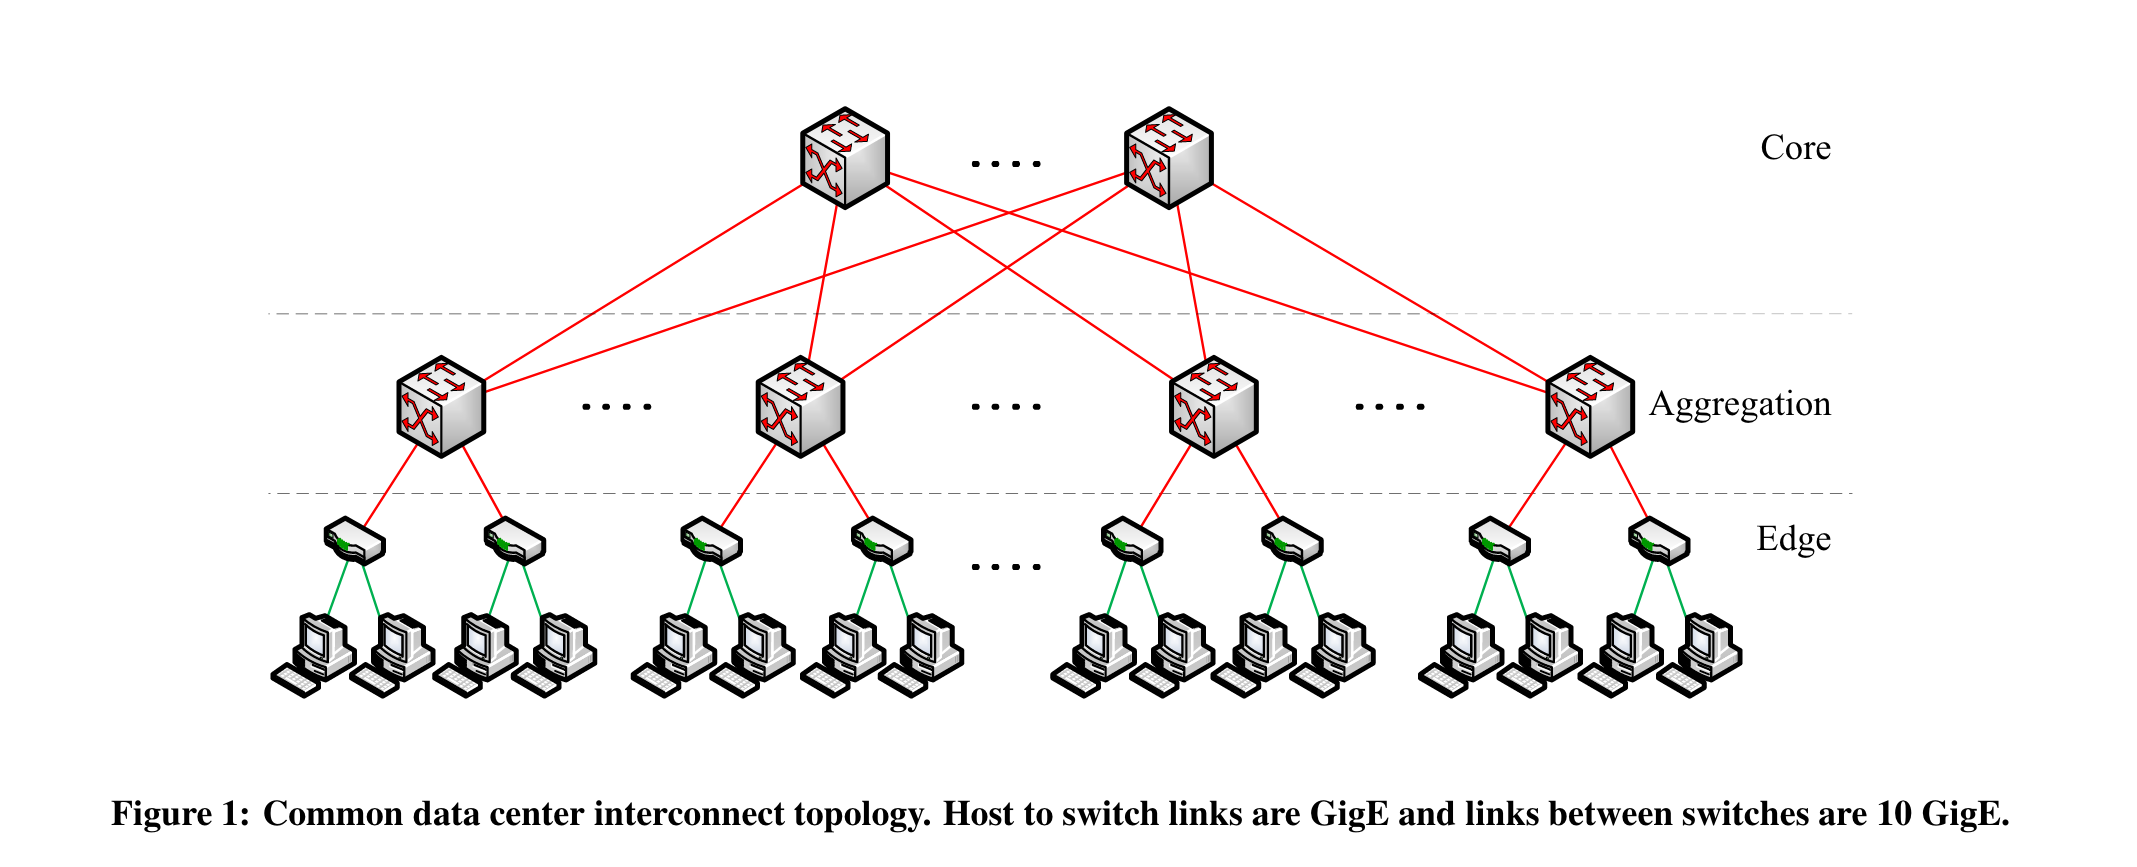 Core
Aggregation
Edge
Figure 1: Common data center interconnect topology. Host to switch links are GigE and links between switches are 10 GigE.